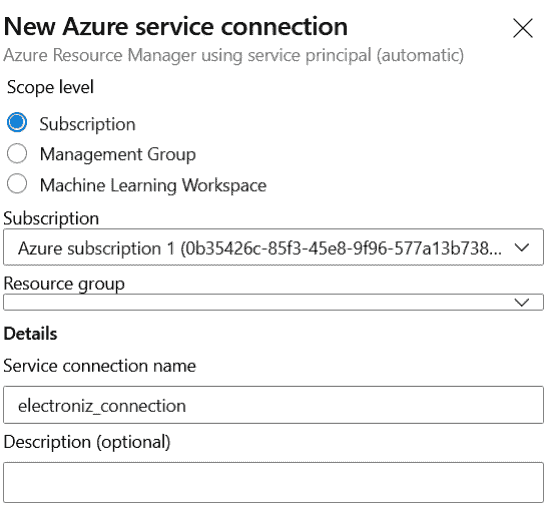 New Azure service connection
Azure Resource Manager using service principal (automatic)
Scope level
Subscription
Management Group
Machine Learning Workspace
Subscription
Azure subscription 1 (0b35426c-85f3-45e8-9f96-577a13b738...
Resource group
Details
Service connection name
electroniz_connection
Description (optional)